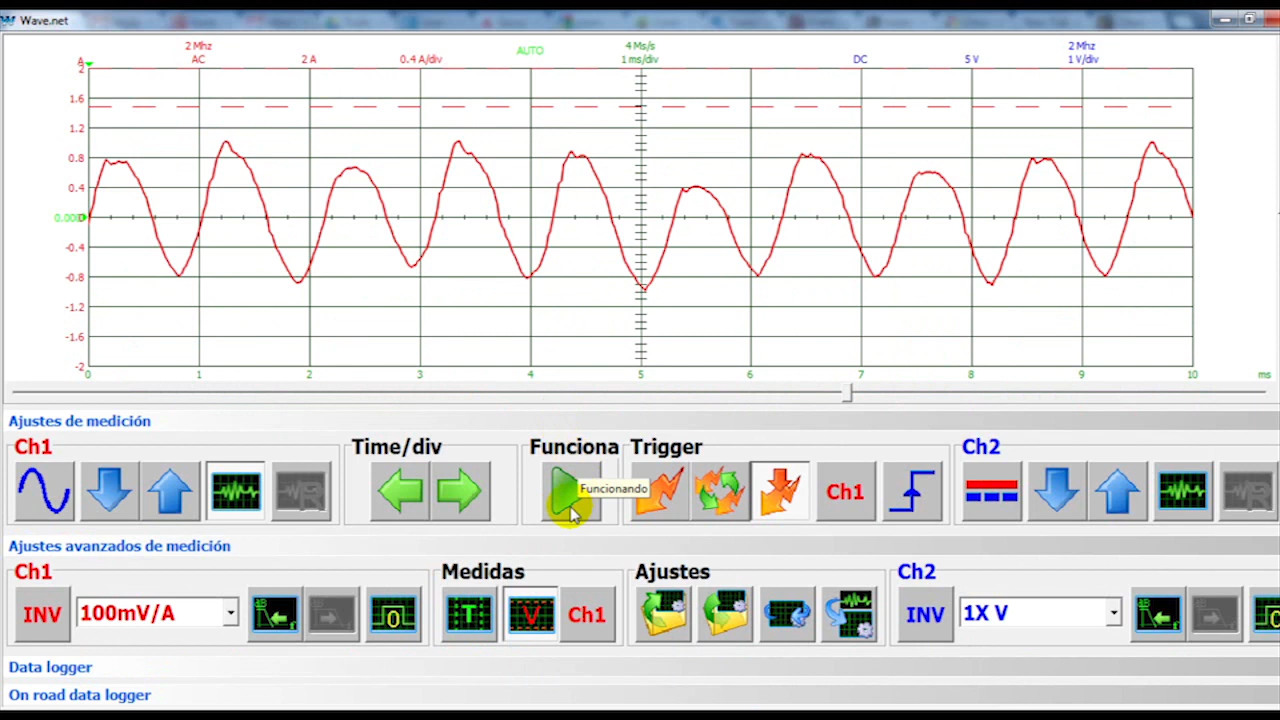 Wave.net
2 Mhz 4 Ms/s 2 Mhz
A AC 2 A 0.4 A/div AUTO 1 ms/div DC 5 V 1 V/div
2
1.6
1.2
0.8
0.4
0.000
-0.4
-0.8
-1.2
-1.6
-2
0 1 2 3 4 5 6 7 8 9 10 ms
Ajustes de medición
Ch1 Time/div Funciona Trigger Ch2
Funcionando Ch1
Ajustes avanzados de medición
Ch1 Medidas Ajustes Ch2
INV 100mV/A 0 T V Ch1 INV 1X V
Data logger
On road data logger